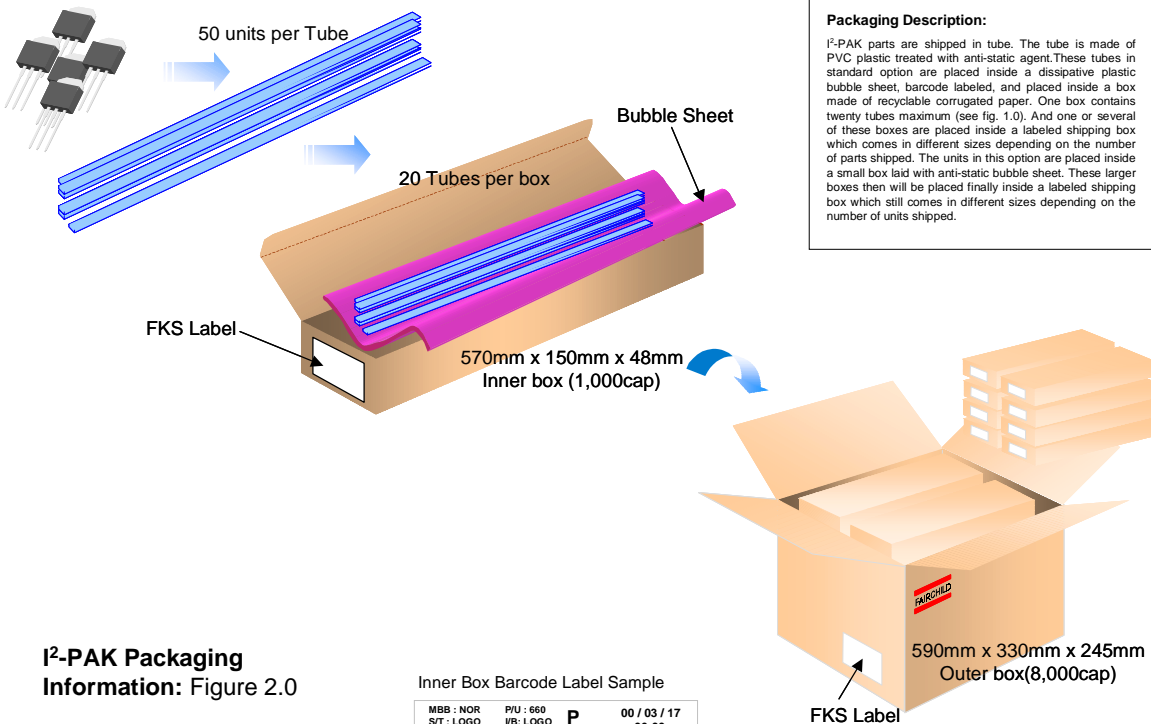 50 units per Tube
Packaging Description:
I²-PAK parts are shipped in tube. The tube is made of
PVC plastic treated with anti-static agent.These tubes in
standard option are placed inside a dissipative plastic
bubble sheet, barcode labeled, and placed inside a box
made of recyclable corrugated paper. One box contains
twenty tubes maximum (see fig. 1.0). And one or several
of these boxes are placed inside a labeled shipping box
which comes in different sizes depending on the number
of parts shipped. The units in this option are placed inside
a small box laid with anti-static bubble sheet. These larger
boxes then will be placed finally inside a labeled shipping
box which still comes in different sizes depending on the
number of units shipped.
Bubble Sheet
20 Tubes per box
FKS Label
570mm x 150mm x 48mm
Inner box (1,000cap)
FAIRCHILD
590mm x 330mm x 245mm
Outer box(8,000cap)
FKS Label
I²-PAK Packaging
Information: Figure 2.0
Inner Box Barcode Label Sample
MBB : NOR P/U : 660 P 00 / 03 / 17
S/T : LOGO I/B: LOGO